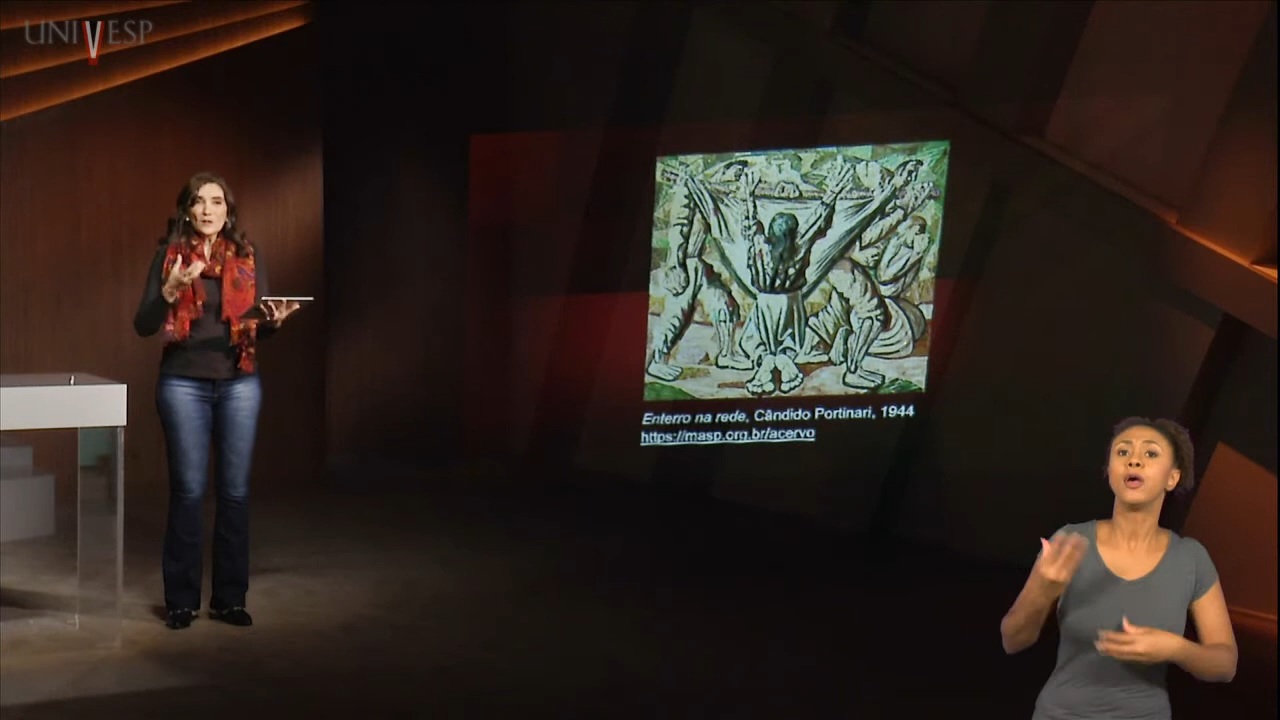 UNIVESP
Enterro na rede, Cândido Portinari, 1944
https://masp.org.br/acervo